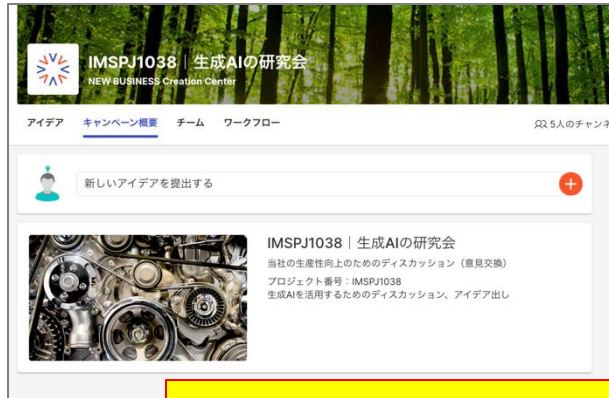 IMSPJ1038｜生成AIの研究会
NEW BUSINESS Creation Center
アイデア キャンペーン概要 チーム ワークフロー 5人のチャンネ
新しいアイデアを提出する
IMSPJ1038｜生成AIの研究会
当社の生産性向上のためのディスカッション（意見交換）
プロジェクト番号：IMSPJ1038
生成AIを活用するためのディスカッション、アイデア出し